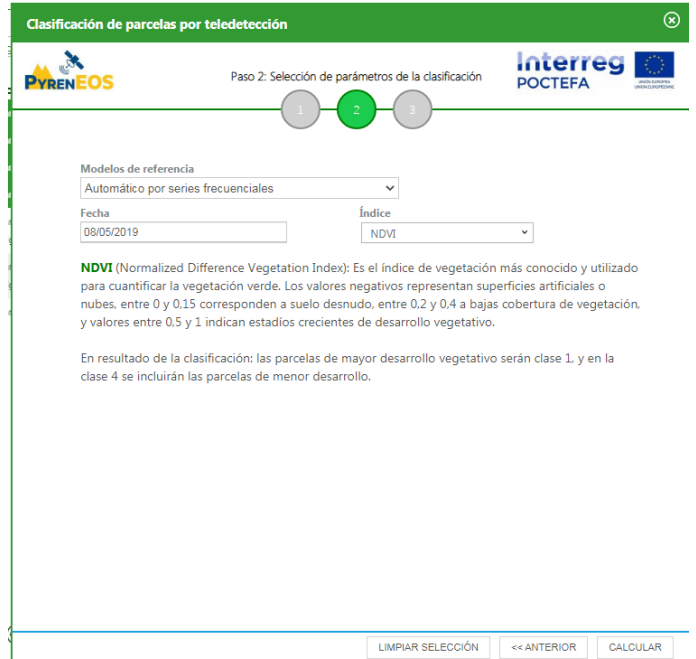 Clasificación de parcelas por teledetección
PYRENEOS
Paso 2: Selección de parámetros de la clasificación
Interreg
POCTEFA
UNIÓN EUROPEA
UNION EUROPÉENNE
1
2
3
Modelos de referencia
Automático por series frecuenciales
Fecha
Índice
08/05/2019
NDVI
NDVI (Normalized Difference Vegetation Index): Es el índice de vegetación más conocido y utilizado
para cuantificar la vegetación verde. Los valores negativos representan superficies artificiales o
nubes, entre 0 y 0,15 corresponden a suelo desnudo, entre 0,2 y 0,4 a bajas cobertura de vegetación,
y valores entre 0,5 y 1 indican estadíos crecientes de desarrollo vegetativo.
En resultado de la clasificación: las parcelas de mayor desarrollo vegetativo serán clase 1, y en la
clase 4 se incluirán las parcelas de menor desarrollo.
LIMPIAR SELECCIÓN
<< ANTERIOR
CALCULAR